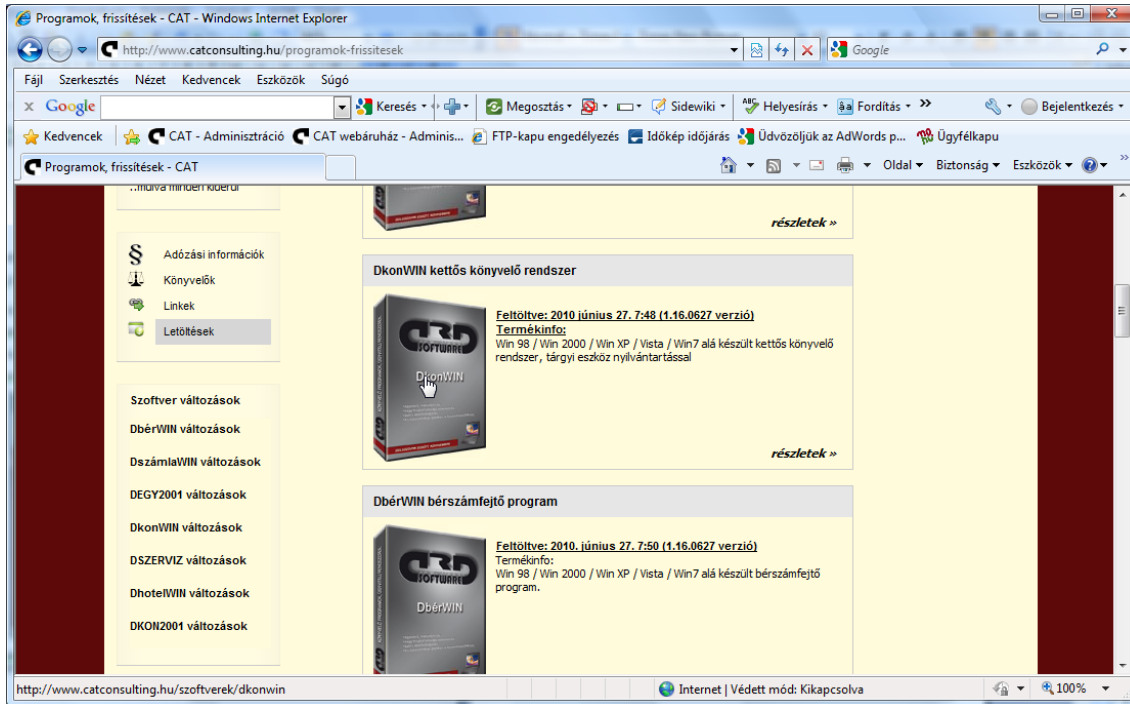 Programok, frissítések - CAT - Windows Internet Explorer
http://www.catconsulting.hu/programok-frissitesek
Google
Fájl Szerkesztés Nézet Kedvencek Eszközök Súgó
x Google Keresés Megosztás Sidewiki Helyesírás Fordítás » Bejelentkezés
Kedvencek CAT - Adminisztráció CAT webáruház - Adminis... FTP-kapu engedélyezés Időkép időjárás Üdvözöljük az AdWords p... Ügyfélkapu
Programok, frissítések - CAT
Oldal Biztonság Eszközök »
..múlva minden kiderül
Adózási információk
Könyvelők
Linkek
Letöltések
Szoftver változások
DbérWIN változások
DszámlaWIN változások
DEGY2001 változások
DkonWIN változások
DSZERVIZ változások
DhotelWIN változások
DKON2001 változások
részletek »
DkonWIN kettős könyvelő rendszer
ARD
SOFTWARE
DkonWIN
Feltöltve: 2010 június 27. 7:48 (1.16.0627 verzió)
Termékinfo:
Win 98 / Win 2000 / Win XP / Vista / Win7 alá készült kettős könyvelő
rendszer, tárgyi eszköz nyilvántartással
részletek »
DbérWIN bérszámfejtő program
ARD
SOFTWARE
DbérWIN
Feltöltve: 2010. június 27. 7:50 (1.16.0627 verzió)
Termékinfo:
Win 98 / Win 2000 / Win XP / Vista / Win7 alá készült bérszámfejtő
program.
http://www.catconsulting.hu/szoftverek/dkonwin
Internet | Védett mód: Kikapcsolva
100%